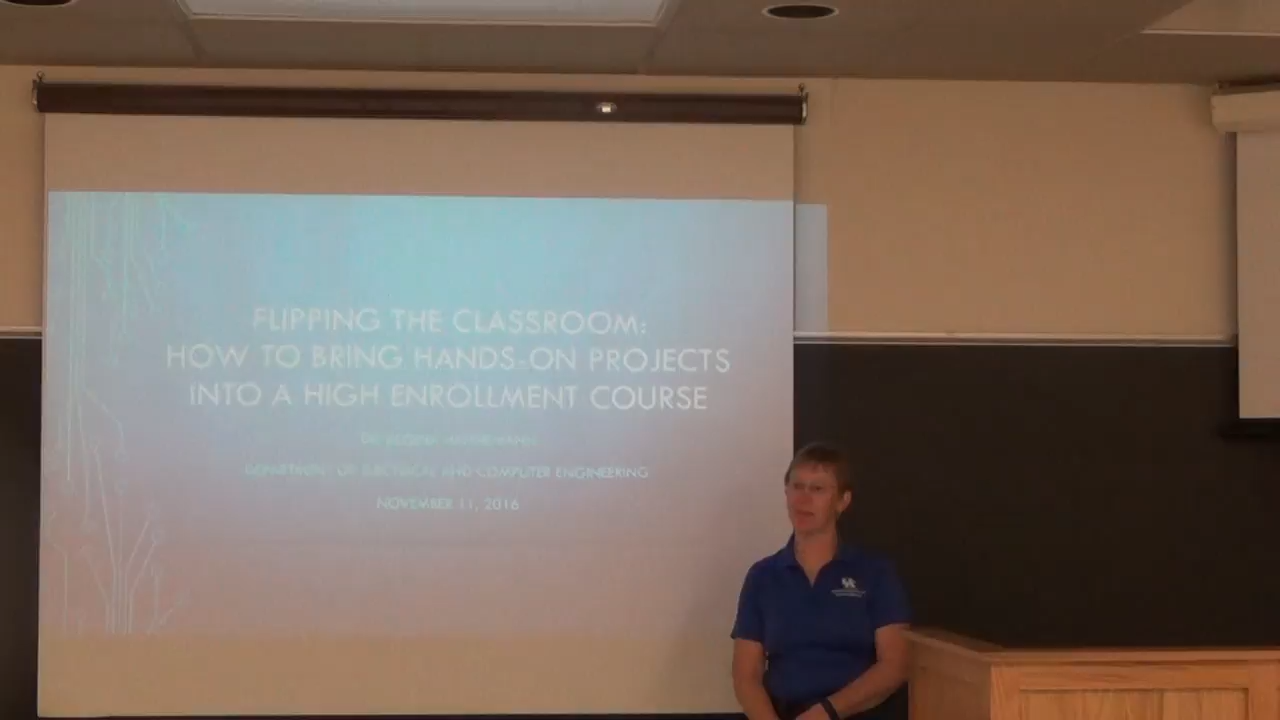 FLIPPING THE CLASSROOM:
HOW TO BRING HANDS-ON PROJECTS
INTO A HIGH ENROLLMENT COURSE
DEPARTMENT OF ELECTRICAL AND COMPUTER ENGINEERING
NOVEMBER 11, 2016
UK